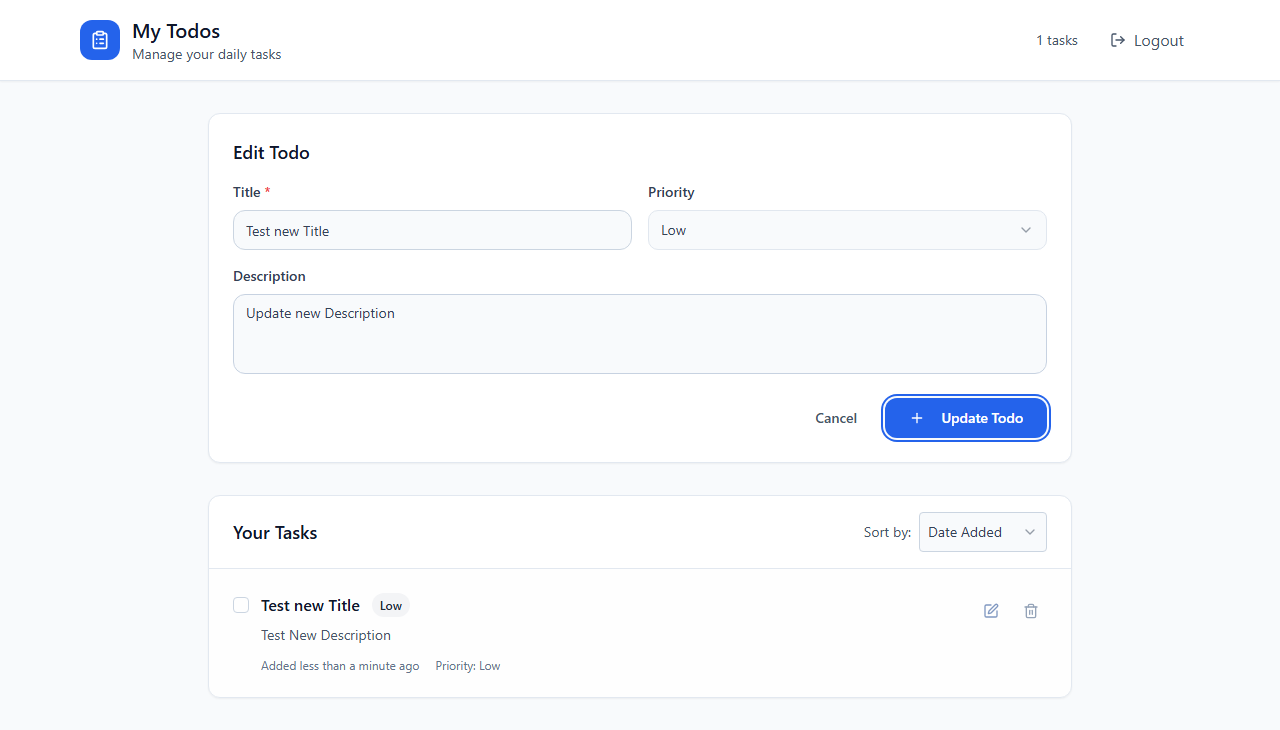 My Todos
Manage your daily tasks
1 tasks
Logout
Edit Todo
Title *
Priority
Test new Title
Low
Description
Update new Description
Cancel
Update Todo
Your Tasks
Sort by:
Date Added
Test new Title
Low
Test New Description
Added less than a minute ago
Priority: Low